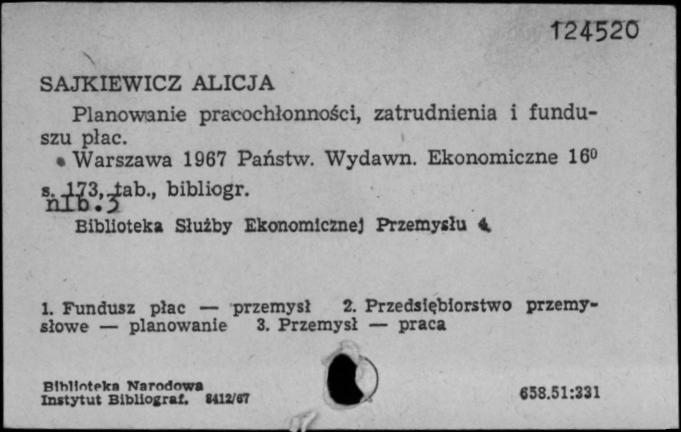 124520
SAJKIEWICZ ALICJA
Planowanie pracochłonności, zatrudnienia i fundu-
szu płac.
Warszawa 1967 Państw. Wydawn. Ekonomiczne 16⁰
s. 173, tab., bibliogr.
nlb.3
Biblioteka Służby Ekonomicznej Przemysłu 4.
1. Fundusz płac — przemysł 2. Przedsiębiorstwo przemy-
słowe — planowanie 3. Przemysł — praca
Biblioteka Narodowa
Instytut Bibliograf. 8412/67
658.51:331